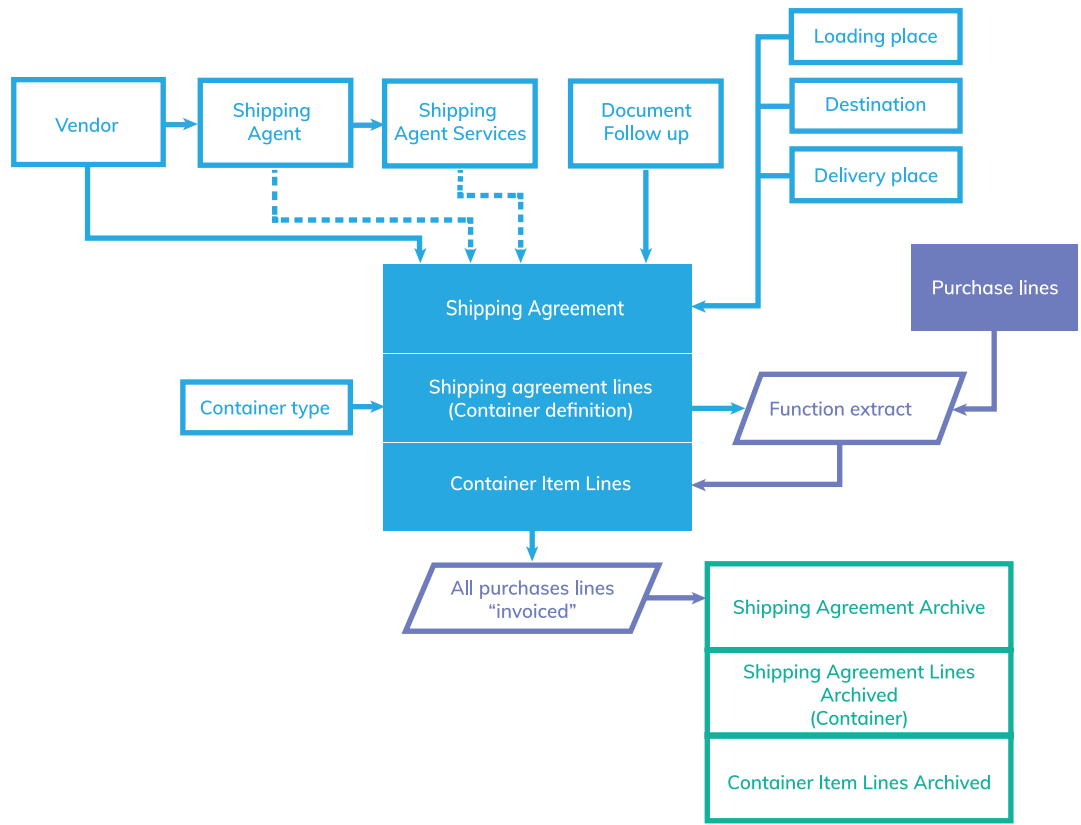 Loading place
Destination
Delivery place
Vendor
Shipping
Agent
Shipping
Agent Services
Document
Follow up
Purchase lines
Shipping Agreement
Shipping agreement lines
(Container definition)
Container Item Lines
Container type
Function extract
All purchases lines
“invoiced”
Shipping Agreement Archive
Shipping Agreement Lines
Archived
(Container)
Container Item Lines Archived